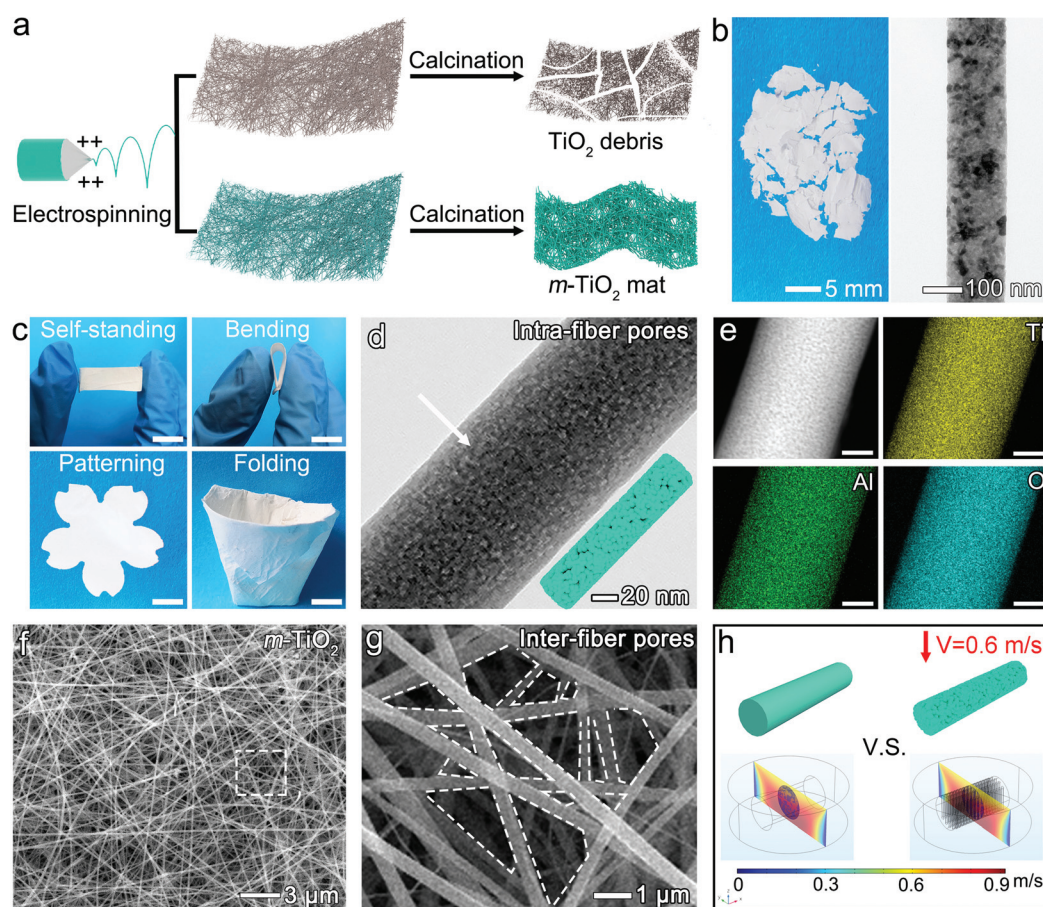 a
++
++
Electrospinning
Calcination
TiO₂ debris
Calcination
m-TiO₂ mat
b
5 mm
100 nm
c
Self-standing
Bending
Patterning
Folding
d
Intra-fiber pores
20 nm
e
Ti
Al
O
f
m-TiO₂
3 μm
g
Inter-fiber pores
1 μm
h
V=0.6 m/s
V.S.
0 0.3 0.6 0.9 m/s